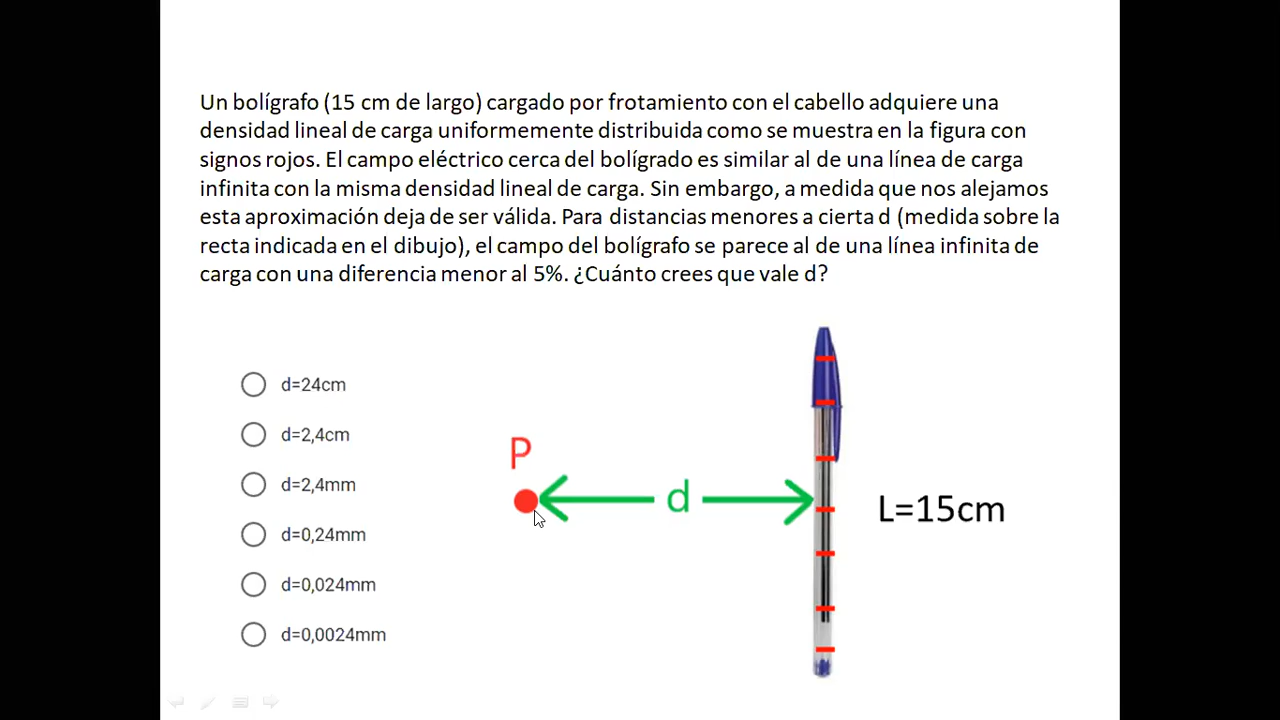 Un bolígrafo (15 cm de largo) cargado por frotamiento con el cabello adquiere una
densidad lineal de carga uniformemente distribuida como se muestra en la figura con
signos rojos. El campo eléctrico cerca del bolígrado es similar al de una línea de carga
infinita con la misma densidad lineal de carga. Sin embargo, a medida que nos alejamos
esta aproximación deja de ser válida. Para distancias menores a cierta d (medida sobre la
recta indicada en el dibujo), el campo del bolígrafo se parece al de una línea infinita de
carga con una diferencia menor al 5%. ¿Cuánto crees que vale d?
d=24cm
d=2,4cm
d=2,4mm
d=0,24mm
d=0,024mm
d=0,0024mm
P
d
L=15cm